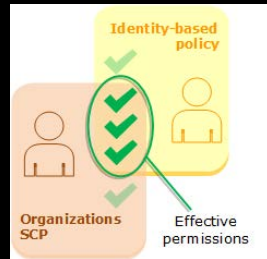 Identity-based
policy
Organizations
SCP
Effective
permissions